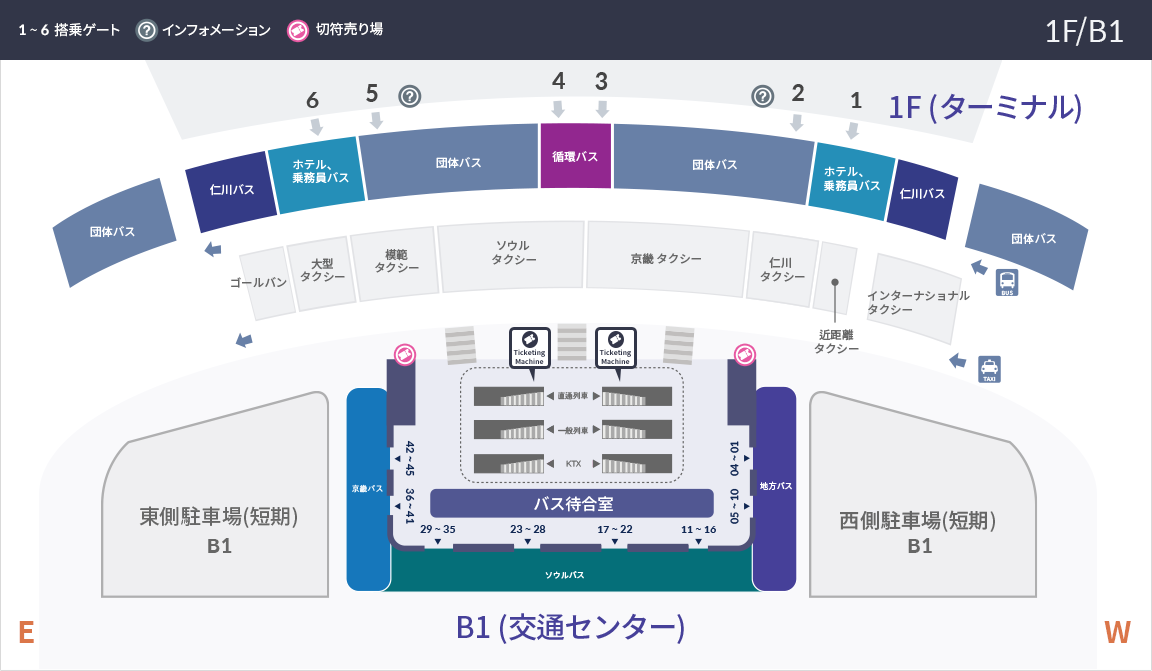 1 ~ 6 搭乗ゲート
? インフォメーション
切符売り場
1F/B1
1F (ターミナル)
6
5
?
4
3
?
2
1
団体バス
仁川バス
ホテル、
乗務員バス
団体バス
循環バス
団体バス
ホテル、
乗務員バス
仁川バス
団体バス
BUS
ゴールバン
大型
タクシー
模範
タクシー
ソウル
タクシー
京畿 タクシー
仁川
タクシー
近距離
タクシー
インターナショナル
タクシー
TAXI
Ticketing
Machine
Ticketing
Machine
直通列車
一般列車
KTX
42 ~ 45
36 ~ 41
04 ~ 01
05 ~ 10
京畿バス
地方バス
バス待合室
29 ~ 35
23 ~ 28
17 ~ 22
11 ~ 16
ソウルバス
東側駐車場(短期)
B1
西側駐車場(短期)
B1
B1 (交通センター)
E
W